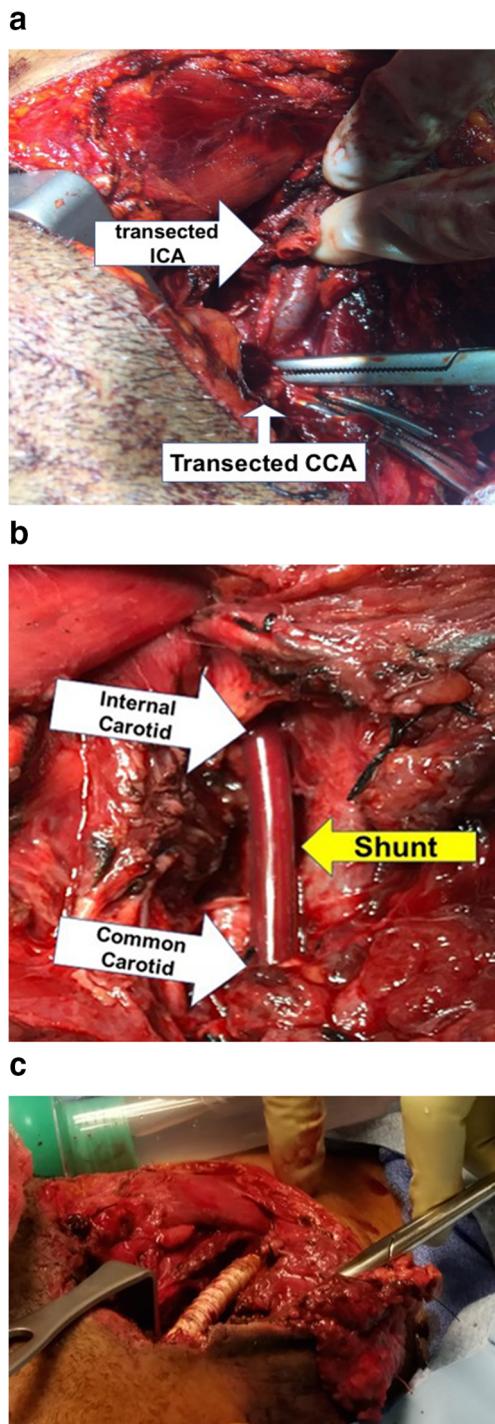 a
transected
ICA
Transected CCA
b
Internal
Carotid
Shunt
Common
Carotid
c